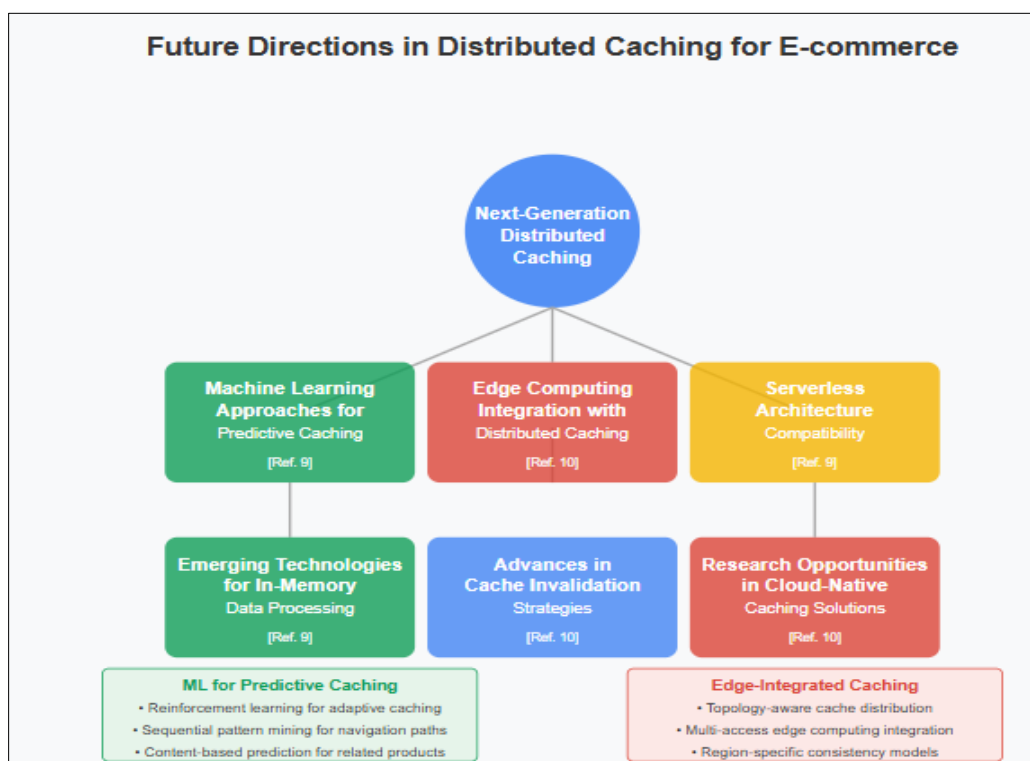 Future Directions in Distributed Caching for E-commerce
Next-Generation
Distributed
Caching
Machine Learning
Approaches for
Predictive Caching
[Ref. 9]
Edge Computing
Integration with
Distributed Caching
[Ref. 10]
Serverless
Architecture
Compatibility
[Ref. 9]
Emerging Technologies
for In-Memory
Data Processing
[Ref. 9]
Advances in
Cache Invalidation
Strategies
[Ref. 10]
Research Opportunities
in Cloud-Native
Caching Solutions
[Ref. 10]
ML for Predictive Caching
• Reinforcement learning for adaptive caching
• Sequential pattern mining for navigation paths
• Content-based prediction for related products
Edge-Integrated Caching
• Topology-aware cache distribution
• Multi-access edge computing integration
• Region-specific consistency models